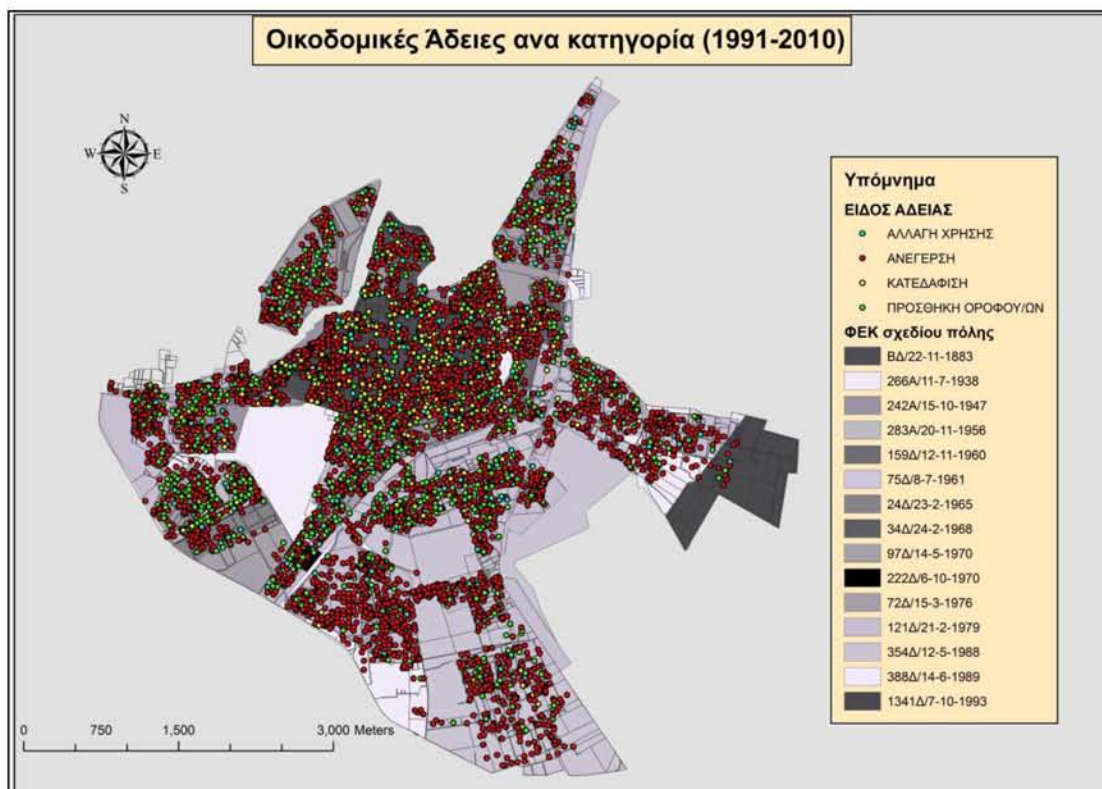 Οικοδομικές Άδειες ανα κατηγορία (1991-2010)
N
W E
S
Υπόμνημα
ΕΙΔΟΣ ΑΔΕΙΑΣ
ΑΛΛΑΓΗ ΧΡΗΣΗΣ
ΑΝΕΓΕΡΣΗ
ΚΑΤΕΔΑΦΙΣΗ
ΠΡΟΣΘΗΚΗ ΟΡΟΦΟΥ/ΩΝ
ΦΕΚ σχεδίου πόλης
ΒΔ/22-11-1883
266Α/11-7-1938
242Α/15-10-1947
283Α/20-11-1956
159Δ/12-11-1960
75Δ/8-7-1961
24Δ/23-2-1965
34Δ/24-2-1968
97Δ/14-5-1970
222Δ/6-10-1970
72Δ/15-3-1976
121Δ/21-2-1979
354Δ/12-5-1988
388Δ/14-6-1989
1341Δ/7-10-1993
0 750 1,500 3,000 Meters